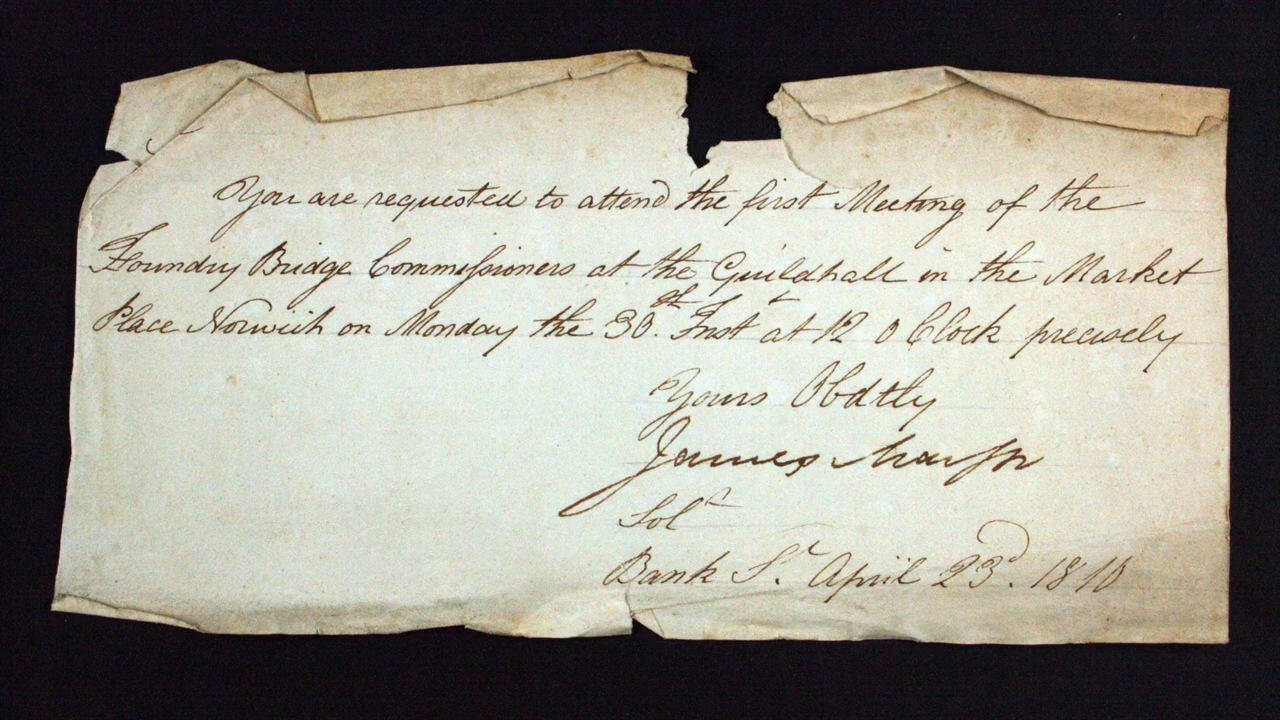 You are requested to attend the first Meeting of the
Foundry Bridge Commissioners at the Guildhall in the Market
Place Norwich on Monday the 30th. Inst at 12 o Clock precisely
Yours Obdtly
James
Solr
Bank St. April 23d. 1810